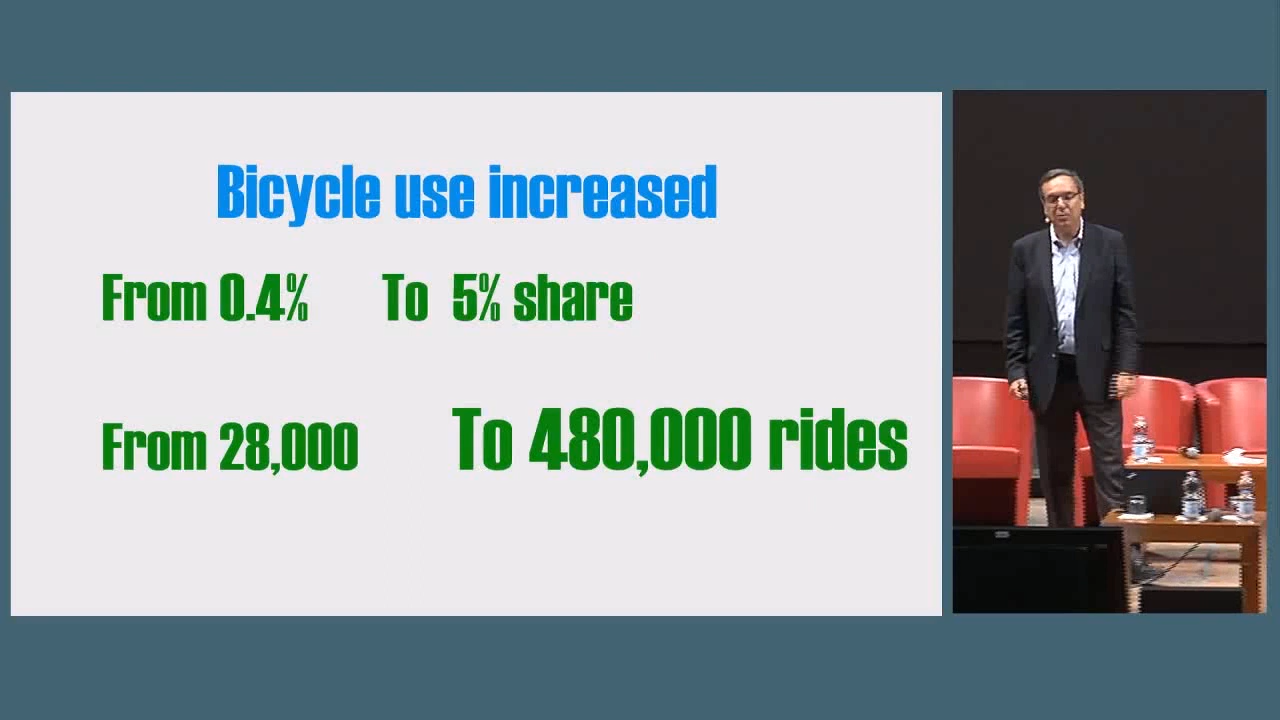 Bicycle use increased
From 0.4% To 5% share
From 28,000 To 480,000 rides